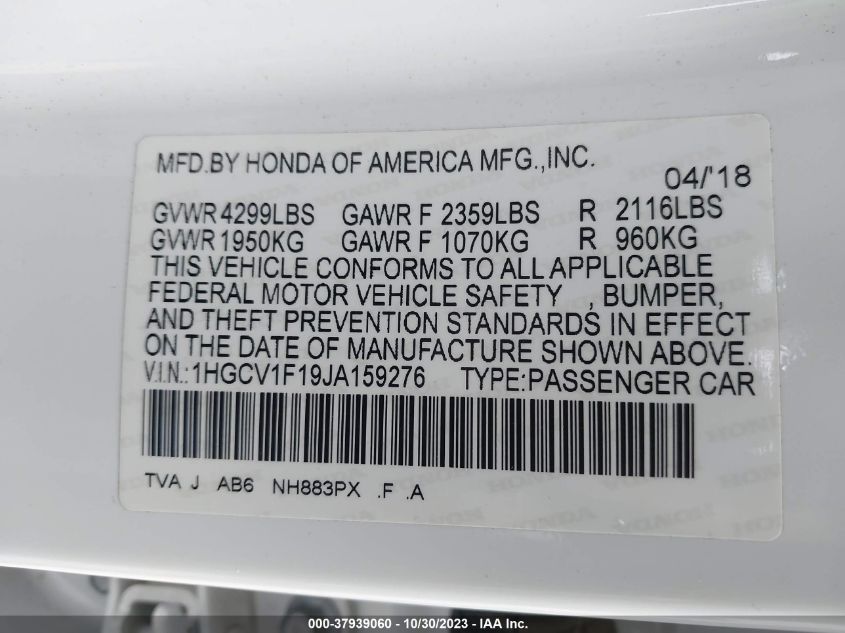 MFD.BY HONDA OF AMERICA MFG.,INC.
04/'18
GVWR 4299LBS GAWR F 2359LBS R 2116LBS
GVWR 1950KG GAWR F 1070KG R 960KG
THIS VEHICLE CONFORMS TO ALL APPLICABLE
FEDERAL MOTOR VEHICLE SAFETY , BUMPER,
AND THEFT PREVENTION STANDARDS IN EFFECT
ON THE DATE OF MANUFACTURE SHOWN ABOVE.
V.I.N.:1HGCV1F19JA159276 TYPE:PASSENGER CAR
TVA J AB6 NH883PX .F .A
000-37939060 - 10/30/2023 - IAA Inc.